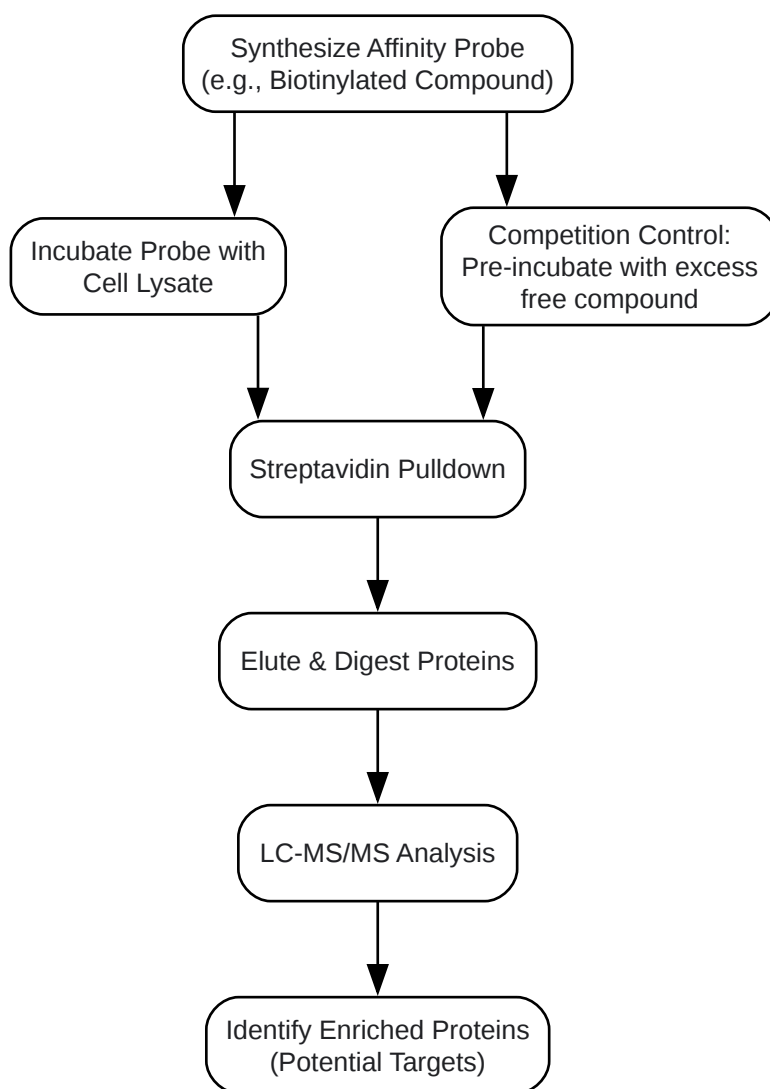 Synthesize Affinity Probe
(e.g., Biotinylated Compound)
Incubate Probe with
Cell Lysate
Competition Control:
Pre-incubate with excess
free compound
Streptavidin Pulldown
Elute & Digest Proteins
LC-MS/MS Analysis
Identify Enriched Proteins
(Potential Targets)